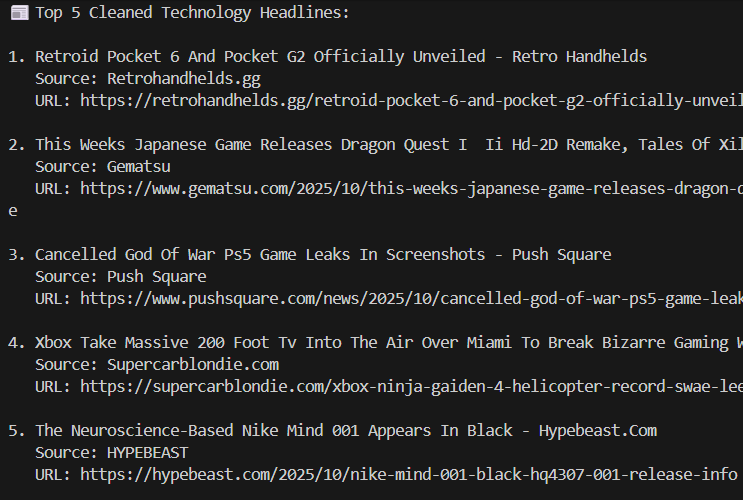 📰 Top 5 Cleaned Technology Headlines:
1. Retroid Pocket 6 And Pocket G2 Officially Unveiled - Retro Handhelds
Source: Retrohandhelds.gg
URL: https://retrohandhelds.gg/retroid-pocket-6-and-pocket-g2-officially-unveil
2. This Weeks Japanese Game Releases Dragon Quest I  Ii Hd-2D Remake, Tales Of Xil
Source: Gematsu
URL: https://www.gematsu.com/2025/10/this-weeks-japanese-game-releases-dragon-q
e
3. Cancelled God Of War Ps5 Game Leaks In Screenshots - Push Square
Source: Push Square
URL: https://www.pushsquare.com/news/2025/10/cancelled-god-of-war-ps5-game-leak
4. Xbox Take Massive 200 Foot Tv Into The Air Over Miami To Break Bizarre Gaming W
Source: Supercarblondie.com
URL: https://supercarblondie.com/xbox-ninja-gaiden-4-helicopter-record-swae-lee
5. The Neuroscience-Based Nike Mind 001 Appears In Black - Hypebeast.Com
Source: HYPEBEAST
URL: https://hypebeast.com/2025/10/nike-mind-001-black-hq4307-001-release-info